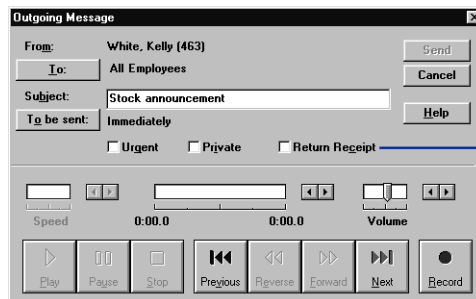 Outgoing Message
From: White, Kelly (463)
To: All Employees
Subject: Stock announcement
To be sent: Immediately
Send
Cancel
Help
Urgent Private Return Receipt
Speed 0:00.0 0:00.0 Volume
Play Pause Stop Previous Reverse Forward Next Record